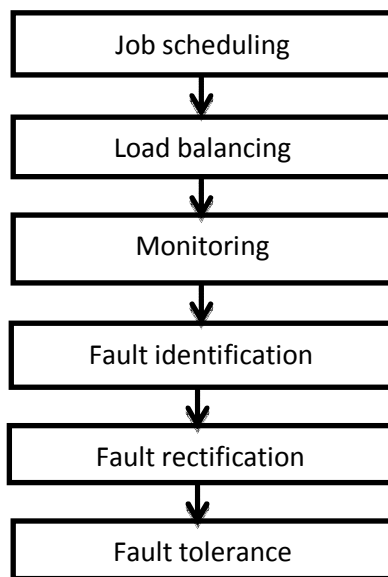 Job scheduling
Load balancing
Monitoring
Fault identification
Fault rectification
Fault tolerance